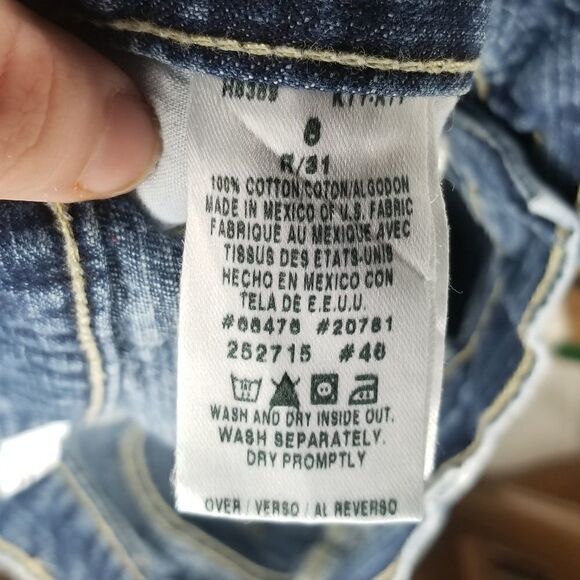 8
R/31
100% COTTON COTON/ALGODON
MADE IN MEXICO OF U.S. FABRIC
FABRIQUE AU MEXIQUE AVEC
TISSUS DES ETATS-UNIS
HECHO EN MEXICO CON
TELA DE E.E.U.U.
#68476 #20781
252715 #46
WASH AND DRY INSIDE OUT.
WASH SEPARATELY.
DRY PROMPTLY
OVER / VERSO / AL REVERSO